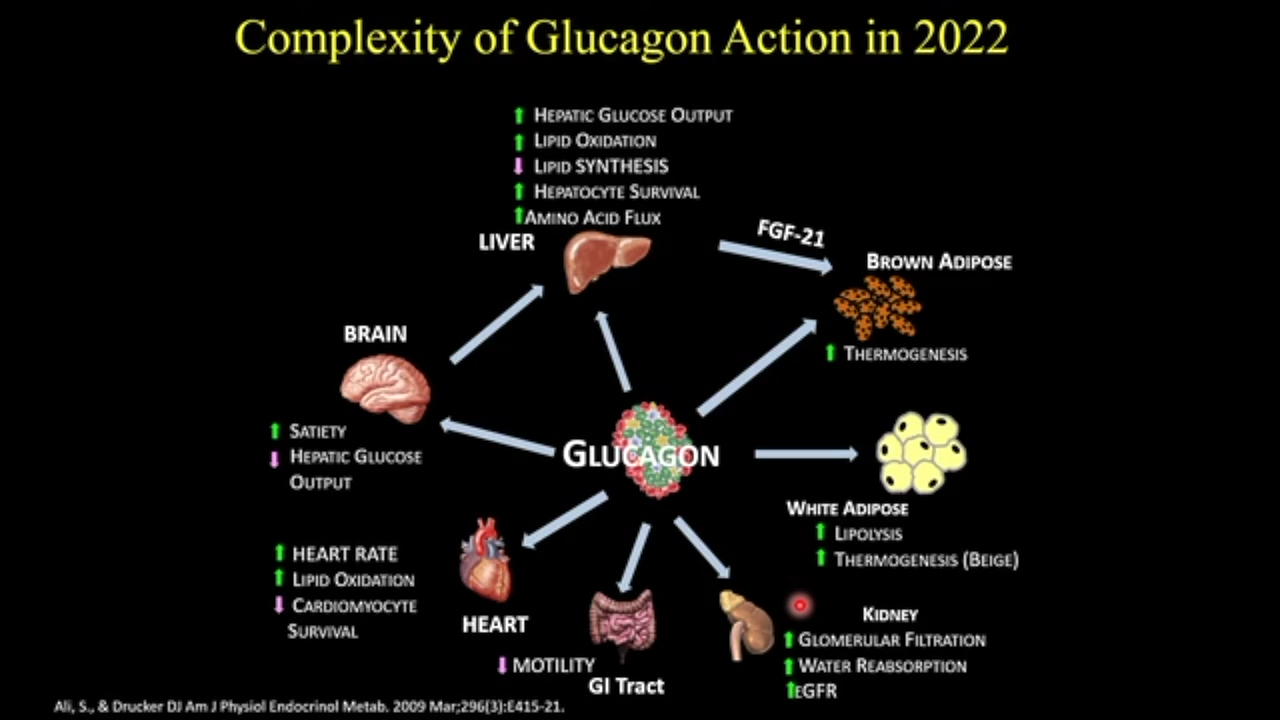 Complexity of Glucagon Action in 2022
HEPATIC GLUCOSE OUTPUT
LIPID OXIDATION
LIPID SYNTHESIS
HEPATOCYTE SURVIVAL
AMINO ACID FLUX
LIVER
FGF-21
BROWN ADIPOSE
THERMOGENESIS
BRAIN
SATIETY
HEPATIC GLUCOSE
OUTPUT
GLUCAGON
WHITE ADIPOSE
LIPOLYSIS
THERMOGENESIS (BEIGE)
HEART RATE
LIPID OXIDATION
CARDIOMYOCYTE
SURVIVAL
HEART
MOTILITY
GI Tract
KIDNEY
GLOMERULAR FILTRATION
WATER REABSORPTION
eGFR
Ali, S., & Drucker DJ Am J Physiol Endocrinol Metab. 2009 Mar;296(3):E415-21.